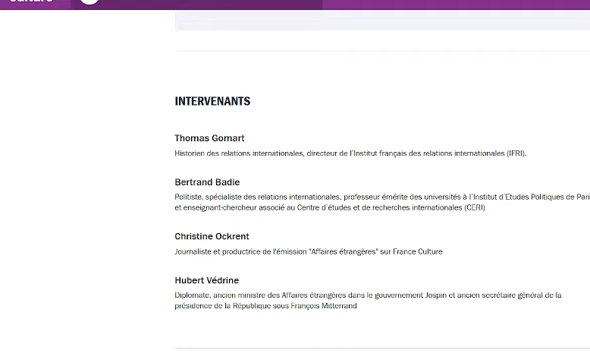 culture
INTERVENANTS
Thomas Gomart
Historien des relations internationales, directeur de l'Institut français des relations internationales (IFRI).
Bertrand Badie
Politiste, spécialiste des relations internationales, professeur émérite des universités à l'Institut d'Etudes Politiques de Pari
et enseignant-chercheur associé au Centre d'études et de recherches internationales (CERI)
Christine Ockrent
Journaliste et productrice de l'émission "Affaires étrangères" sur France Culture
Hubert Védrine
Diplomate, ancien ministre des Affaires étrangères dans le gouvernement Jospin et ancien secrétaire général de la
présidence de la République sous François Mitterrand